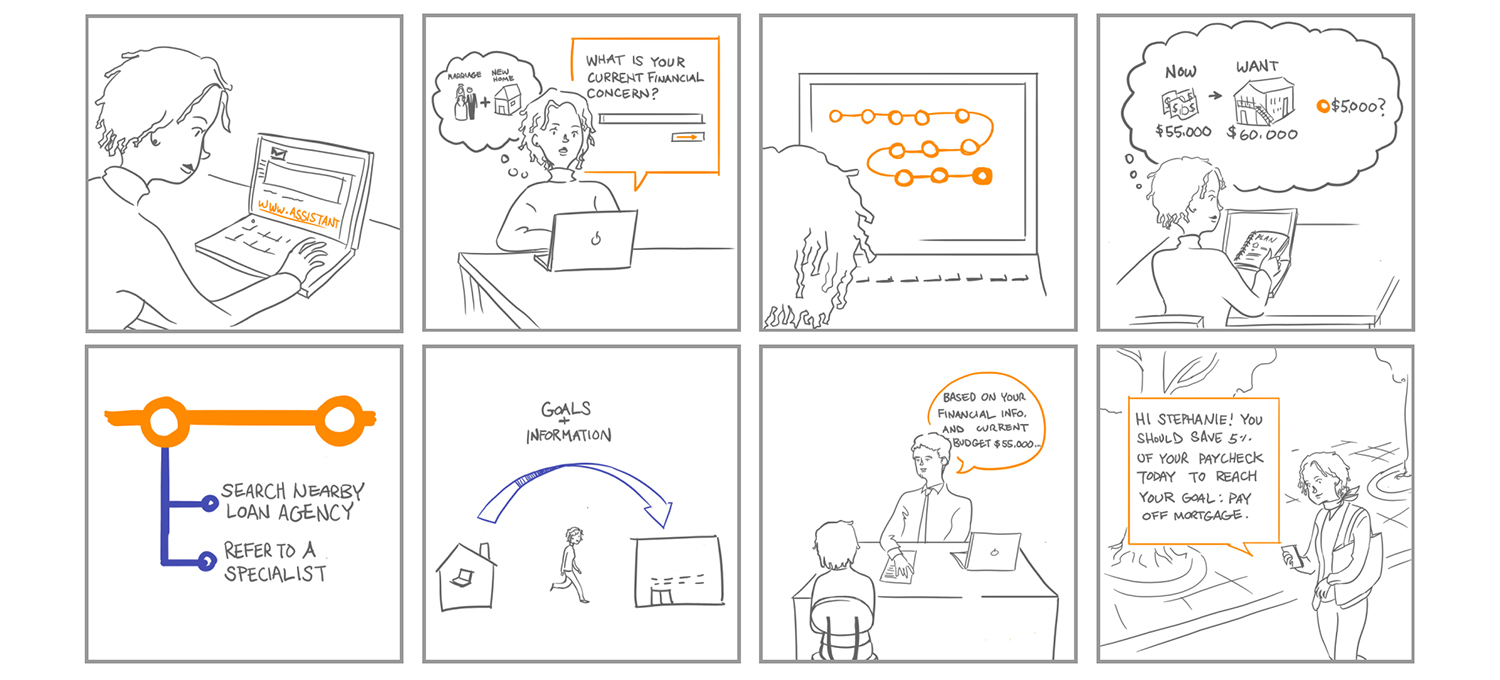 WWW.ASSISTANT
MARRIAGE
NEW
HOME
+
WHAT IS YOUR
CURRENT FINANCIAL
CONCERN?
NOW
WANT
$55,000
$60,000
$5,000?
PLAN
SEARCH NEARBY
LOAN AGENCY
REFER TO A
SPECIALIST
GOALS
+
INFORMATION
BASED ON YOUR
FINANCIAL INFO,
AND CURRENT
BUDGET $55,000...
HI STEPHANIE! YOU
SHOULD SAVE 5%
OF YOUR PAYCHECK
TODAY TO REACH
YOUR GOAL: PAY
OFF MORTGAGE.